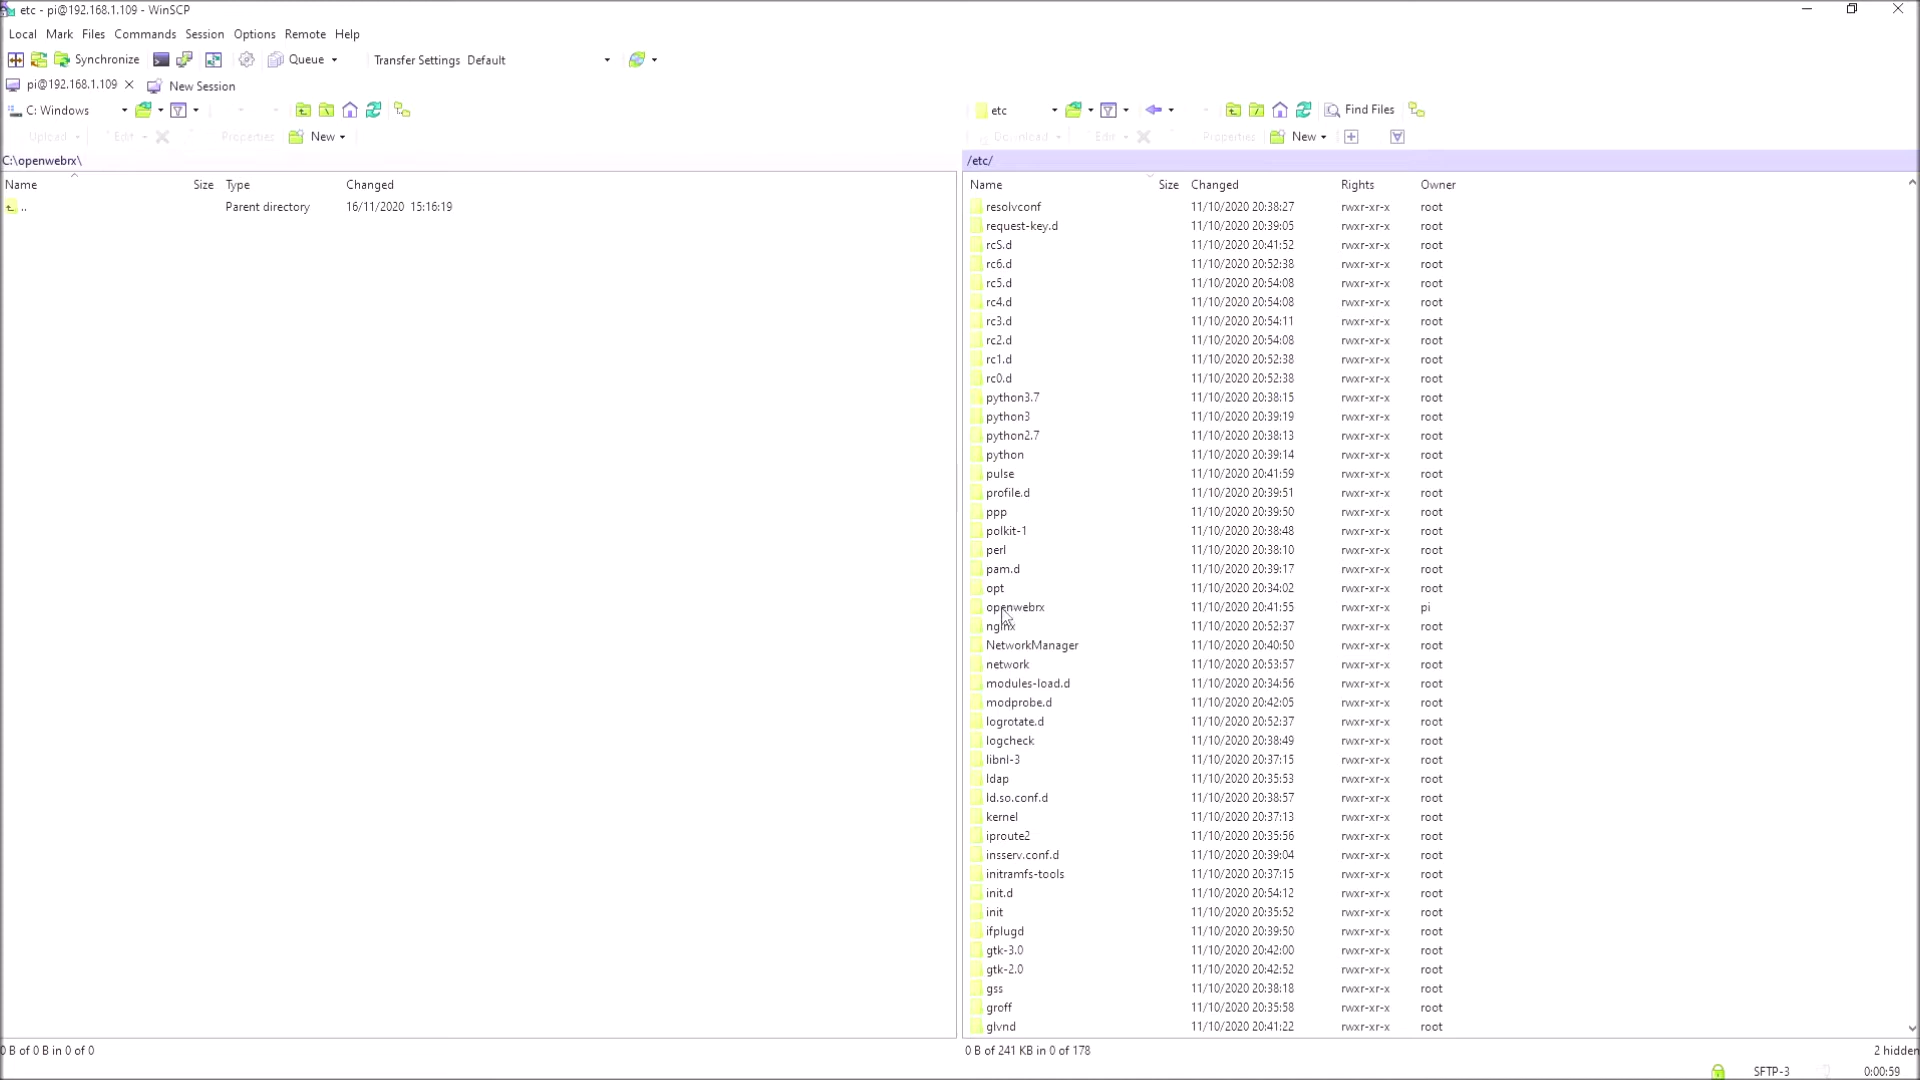 etc - pi@192.168.1.109 - WinSCP
Local Mark Files Commands Session Options Remote Help
Synchronize Queue Transfer Settings Default
pi@192.168.1.109 New Session
C: Windows etc Find Files
Upload Edit Properties New Download Edit Properties New
C:\openwebrx\ /etc/
Name Size Type Changed Name Size Changed Rights Owner
.. Parent directory 16/11/2020 15:16:19 resolvconf 11/10/2020 20:38:27 rwxr-xr-x root
request-key.d 11/10/2020 20:39:05 rwxr-xr-x root
rcS.d 11/10/2020 20:41:52 rwxr-xr-x root
rc6.d 11/10/2020 20:52:38 rwxr-xr-x root
rc5.d 11/10/2020 20:54:08 rwxr-xr-x root
rc4.d 11/10/2020 20:54:08 rwxr-xr-x root
rc3.d 11/10/2020 20:54:11 rwxr-xr-x root
rc2.d 11/10/2020 20:54:08 rwxr-xr-x root
rc1.d 11/10/2020 20:52:38 rwxr-xr-x root
rc0.d 11/10/2020 20:52:38 rwxr-xr-x root
python3.7 11/10/2020 20:38:15 rwxr-xr-x root
python3 11/10/2020 20:39:19 rwxr-xr-x root
python2.7 11/10/2020 20:38:13 rwxr-xr-x root
python 11/10/2020 20:39:14 rwxr-xr-x root
pulse 11/10/2020 20:41:59 rwxr-xr-x root
profile.d 11/10/2020 20:39:51 rwxr-xr-x root
ppp 11/10/2020 20:39:50 rwxr-xr-x root
polkit-1 11/10/2020 20:38:48 rwxr-xr-x root
perl 11/10/2020 20:38:10 rwxr-xr-x root
pam.d 11/10/2020 20:39:17 rwxr-xr-x root
opt 11/10/2020 20:34:02 rwxr-xr-x root
openwebrx 11/10/2020 20:41:55 rwxr-xr-x pi
nginx 11/10/2020 20:52:37 rwxr-xr-x root
NetworkManager 11/10/2020 20:40:50 rwxr-xr-x root
network 11/10/2020 20:53:57 rwxr-xr-x root
modules-load.d 11/10/2020 20:34:56 rwxr-xr-x root
modprobe.d 11/10/2020 20:42:05 rwxr-xr-x root
logrotate.d 11/10/2020 20:52:37 rwxr-xr-x root
logcheck 11/10/2020 20:38:49 rwxr-xr-x root
libnl-3 11/10/2020 20:37:15 rwxr-xr-x root
ldap 11/10/2020 20:35:53 rwxr-xr-x root
ld.so.conf.d 11/10/2020 20:38:57 rwxr-xr-x root
kernel 11/10/2020 20:37:13 rwxr-xr-x root
iproute2 11/10/2020 20:35:56 rwxr-xr-x root
insserv.conf.d 11/10/2020 20:39:04 rwxr-xr-x root
initramfs-tools 11/10/2020 20:37:15 rwxr-xr-x root
init.d 11/10/2020 20:54:12 rwxr-xr-x root
init 11/10/2020 20:35:52 rwxr-xr-x root
ifplugd 11/10/2020 20:39:50 rwxr-xr-x root
gtk-3.0 11/10/2020 20:42:00 rwxr-xr-x root
gtk-2.0 11/10/2020 20:42:52 rwxr-xr-x root
gss 11/10/2020 20:38:18 rwxr-xr-x root
groff 11/10/2020 20:35:58 rwxr-xr-x root
glvnd 11/10/2020 20:41:22 rwxr-xr-x root
0 B of 0 B in 0 of 0 0 B of 241 KB in 0 of 178 2 hidden
SFTP-3 0:00:59